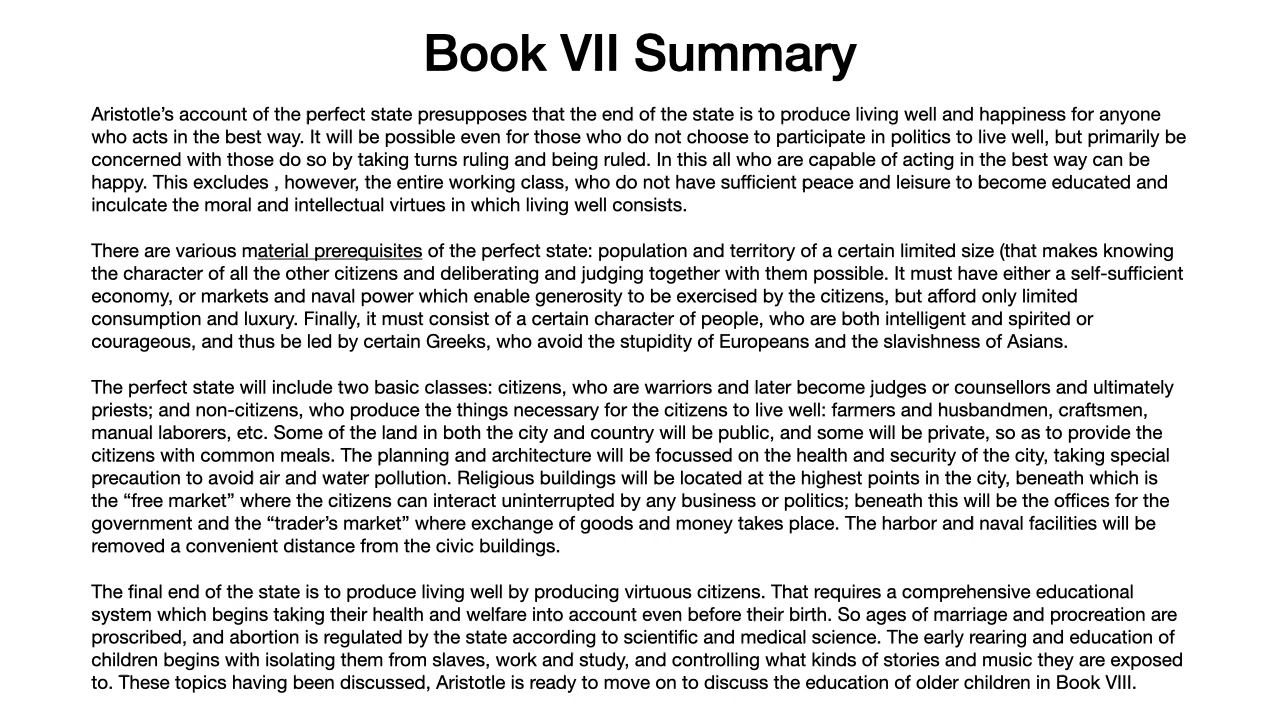 Book VII Summary
Aristotle’s account of the perfect state presupposes that the end of the state is to produce living well and happiness for anyone
who acts in the best way. It will be possible even for those who do not choose to participate in politics to live well, but primarily be
concerned with those do so by taking turns ruling and being ruled. In this all who are capable of acting in the best way can be
happy. This excludes , however, the entire working class, who do not have sufficient peace and leisure to become educated and
inculcate the moral and intellectual virtues in which living well consists.
There are various material prerequisites of the perfect state: population and territory of a certain limited size (that makes knowing
the character of all the other citizens and deliberating and judging together with them possible. It must have either a self-sufficient
economy, or markets and naval power which enable generosity to be exercised by the citizens, but afford only limited
consumption and luxury. Finally, it must consist of a certain character of people, who are both intelligent and spirited or
courageous, and thus be led by certain Greeks, who avoid the stupidity of Europeans and the slavishness of Asians.
The perfect state will include two basic classes: citizens, who are warriors and later become judges or counsellors and ultimately
priests; and non-citizens, who produce the things necessary for the citizens to live well: farmers and husbandmen, craftsmen,
manual laborers, etc. Some of the land in both the city and country will be public, and some will be private, so as to provide the
citizens with common meals. The planning and architecture will be focussed on the health and security of the city, taking special
precaution to avoid air and water pollution. Religious buildings will be located at the highest points in the city, beneath which is
the “free market” where the citizens can interact uninterrupted by any business or politics; beneath this will be the offices for the
government and the “trader’s market” where exchange of goods and money takes place. The harbor and naval facilities will be
removed a convenient distance from the civic buildings.
The final end of the state is to produce living well by producing virtuous citizens. That requires a comprehensive educational
system which begins taking their health and welfare into account even before their birth. So ages of marriage and procreation are
proscribed, and abortion is regulated by the state according to scientific and medical science. The early rearing and education of
children begins with isolating them from slaves, work and study, and controlling what kinds of stories and music they are exposed
to. These topics having been discussed, Aristotle is ready to move on to discuss the education of older children in Book VIII.